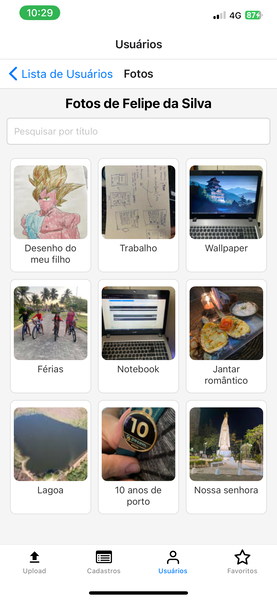 10:29
4G
87+
Usuários
Lista de Usuários
Fotos
Fotos de Felipe da Silva
Pesquisar por título
Desenho do
meu filho
Trabalho
Wallpaper
Férias
Notebook
Jantar
romântico
10
Lagoa
10 anos de
porto
Nossa senhora
Upload
Cadastros
Usuários
Favoritos